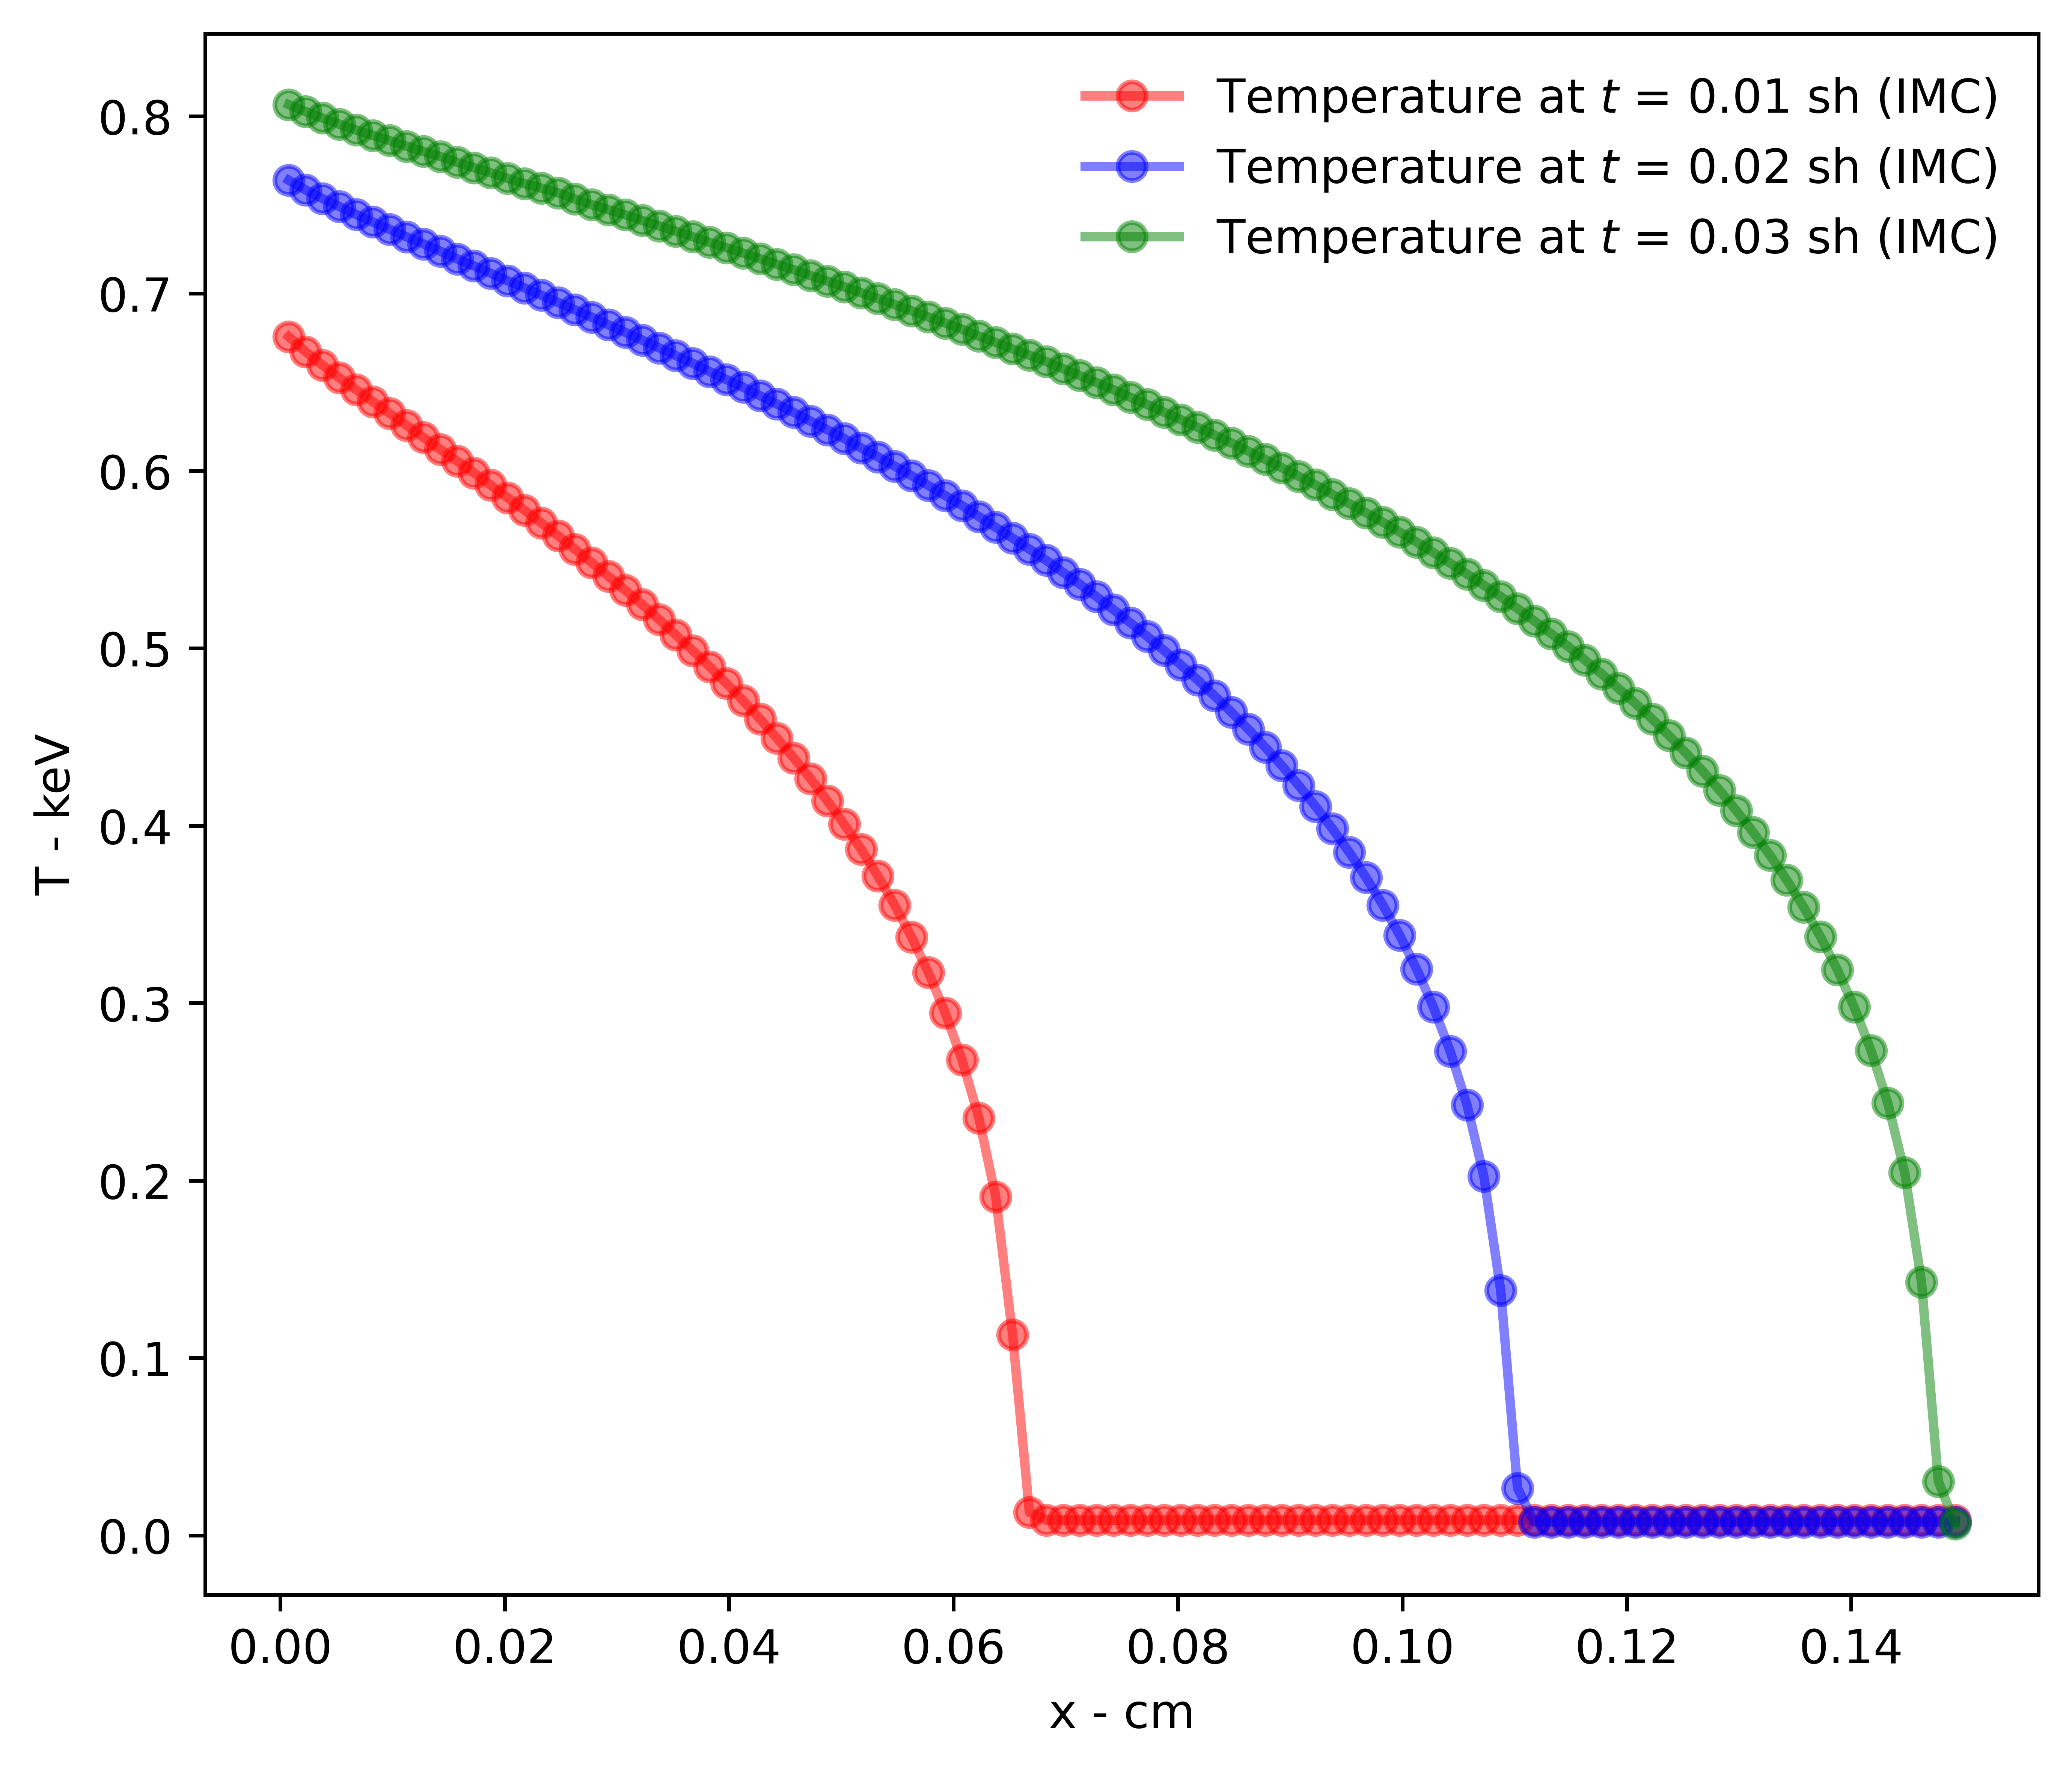 Temperature at t = 0.01 sh (IMC)
Temperature at t = 0.02 sh (IMC)
Temperature at t = 0.03 sh (IMC)
0.8
0.7
0.6
0.5
0.4
0.3
0.2
0.1
0.0
T - keV
0.00 0.02 0.04 0.06 0.08 0.10 0.12 0.14
x - cm